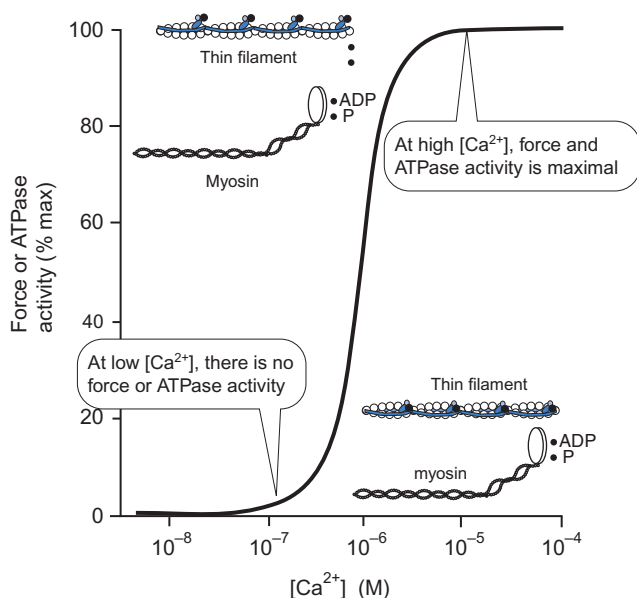 100
80
60
40
20
0
Force or ATPase
activity (% max)
Thin filament
ADP
P
Myosin
At high [Ca²⁺], force and
ATPase activity is maximal
At low [Ca²⁺], there is no
force or ATPase activity
Thin filament
ADP
P
myosin
10⁻⁸
10⁻⁷
10⁻⁶
10⁻⁵
10⁻⁴
[Ca²⁺] (M)